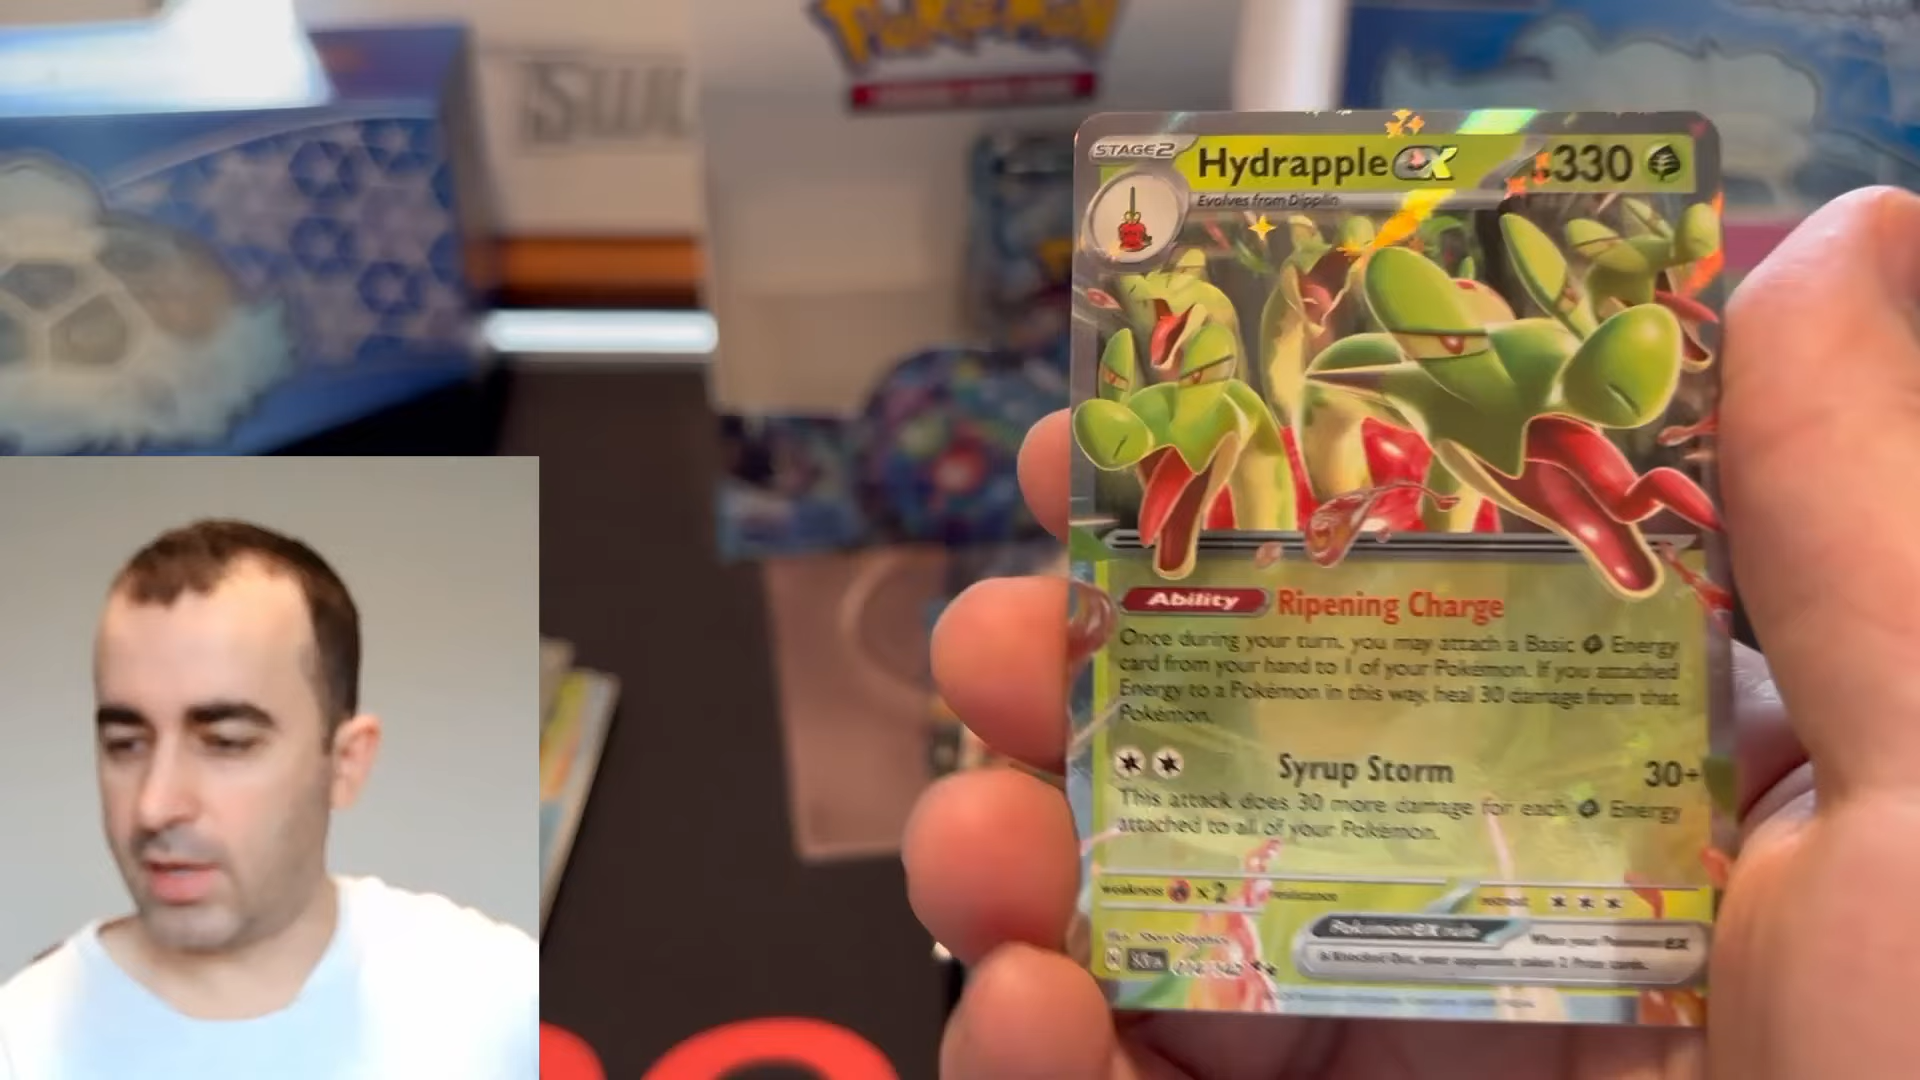 Pokémon
STAGE2
Hydrapple ex
330
Evolves from Dipplin
Ability Ripening Charge
Once during your turn, you may attach a Basic Energy
card from your hand to 1 of your Pokémon. If you attached
Energy to a Pokémon in this way, heal 30 damage from that
Pokémon.
Syrup Storm 30+
This attack does 30 more damage for each Energy
attached to all of your Pokémon.
weakness ×2 resistance retreat
Pokémon ex rule
When your Pokémon ex
is Knocked Out, your opponent takes 2 Prize cards.